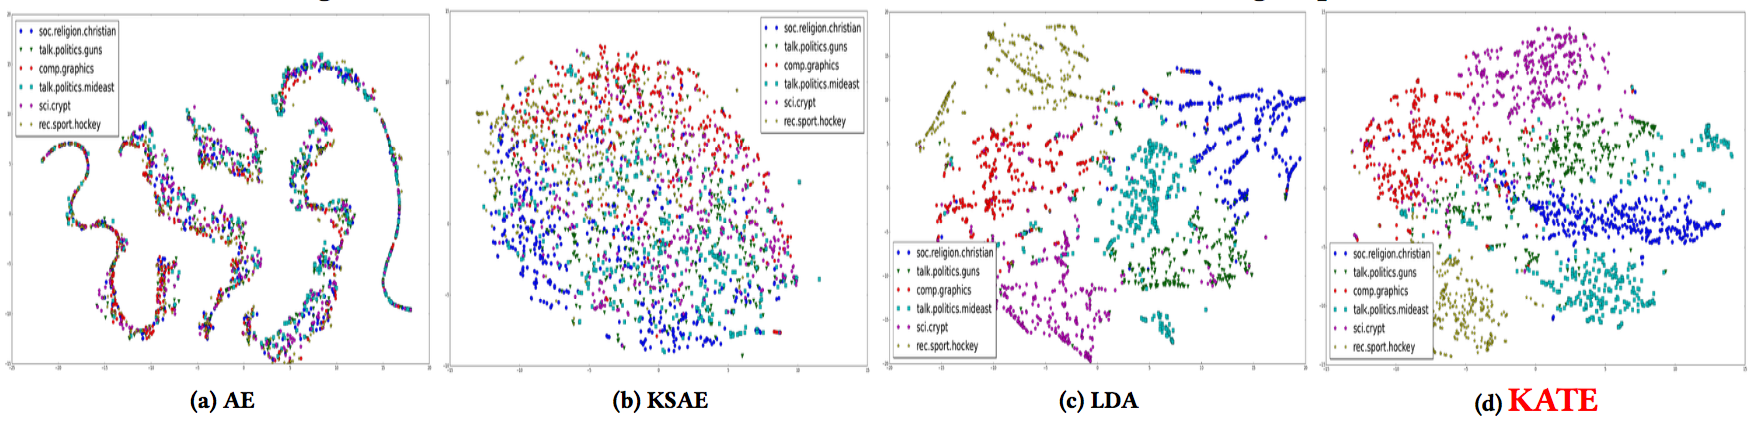 soc.religion.christian
talk.politics.guns
comp.graphics
talk.politics.mideast
sci.crypt
rec.sport.hockey
soc.religion.christian
talk.politics.guns
comp.graphics
talk.politics.mideast
sci.crypt
rec.sport.hockey
soc.religion.christian
talk.politics.guns
comp.graphics
talk.politics.mideast
sci.crypt
rec.sport.hockey
soc.religion.christian
talk.politics.guns
comp.graphics
talk.politics.mideast
sci.crypt
rec.sport.hockey
(a) AE
(b) KSAE
(c) LDA
(d) KATE